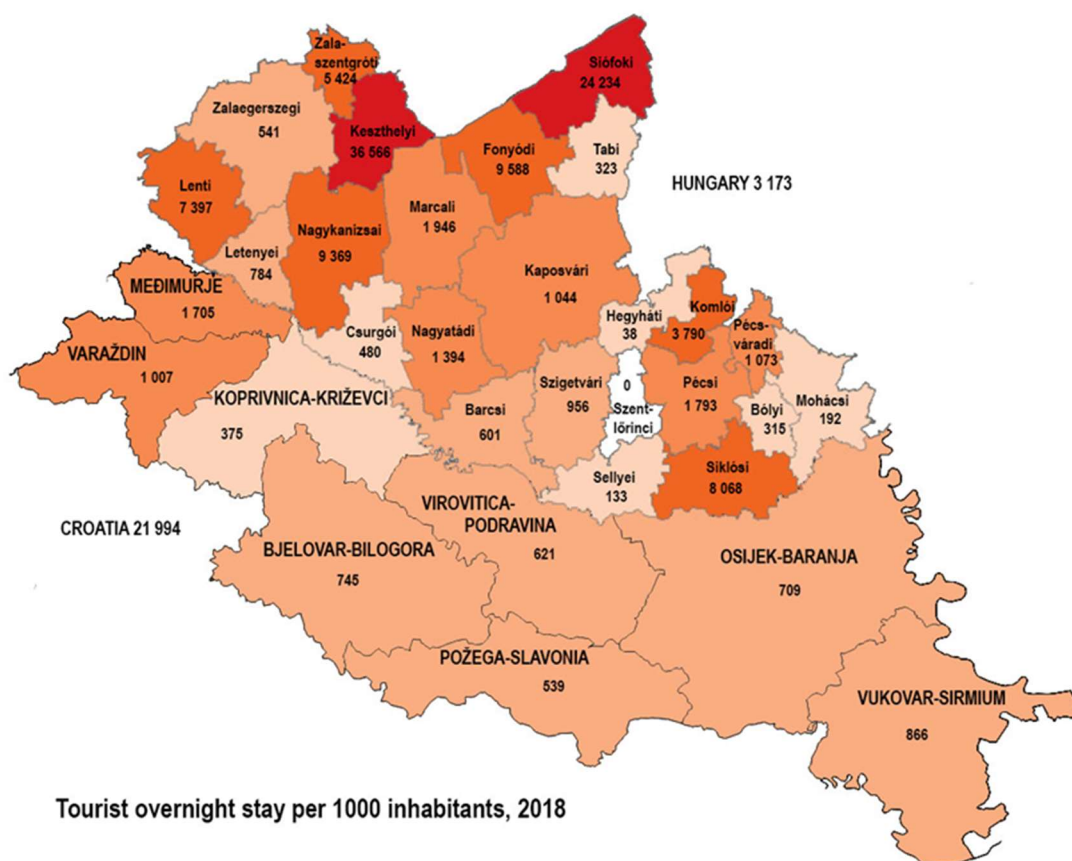 Zala-
szentgróti
5 424
Siófoki
24 234
Zalaegerszegi
541
Keszthelyi
36 566
Fonyódi
9 588
Tabi
323
HUNGARY 3 173
Lenti
7 397
Marcali
1 946
Nagykanizsai
9 369
Letenyei
784
Kaposvári
1 044
MEĐIMURJE
1 705
Komlói
3 790
Hegyháti
38
Pécs-
váradi
1 073
Csurgói
480
Nagyatádi
1 394
VARAŽDIN
1 007
KOPRIVNICA-KRIŽEVCI
375
Szigetvári
956
0
Szent-
lőrinci
Pécsi
1 793
Mohácsi
192
Bólyi
315
Barcsi
601
Sellyei
133
Siklósi
8 068
CROATIA 21 994
VIROVITICA-
PODRAVINA
621
BJELOVAR-BILOGORA
745
OSIJEK-BARANJA
709
POŽEGA-SLAVONIA
539
VUKOVAR-SIRMIUM
866
Tourist overnight stay per 1000 inhabitants, 2018